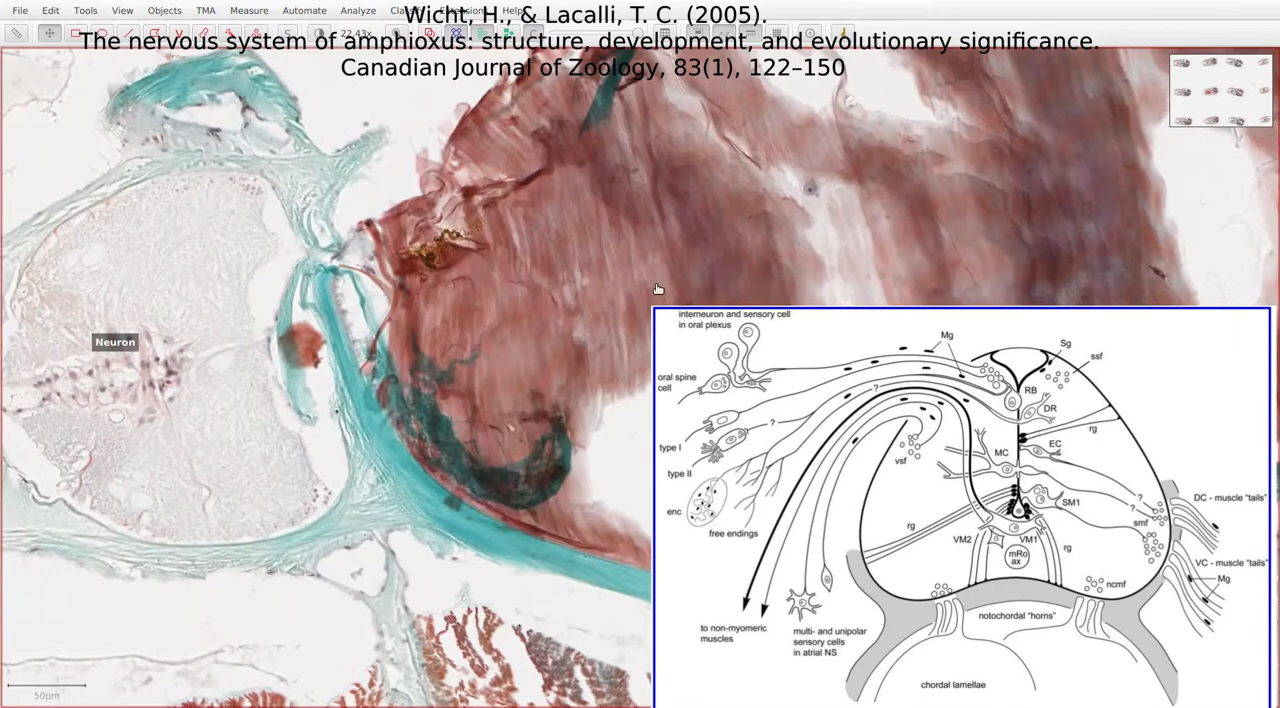 Wicht, H., & Lacalli, T. C. (2005).
File Edit Tools View Objects TMA Measure Automate Analyze Extensions Help
The nervous system of amphioxus: structure, development, and evolutionary significance.
Canadian Journal of Zoology, 83(1), 122–150
Neuron
50µm
interneuron and sensory cell
in oral plexus
Mg
Sg
ssf
oral spine
cell
RB
?
DR
?
rg
type I
MC
EC
vsf
type II
?
DC - muscle "tails"
enc
SM1
?
smf
free endings
rg
VM2
VM1
rg
mRo
ax
VC - muscle "tails"
Mg
ncmf
to non-myomeric
muscles
multi- and unipolar
sensory cells
in atrial NS
notochordal "horns"
chordal lamellae